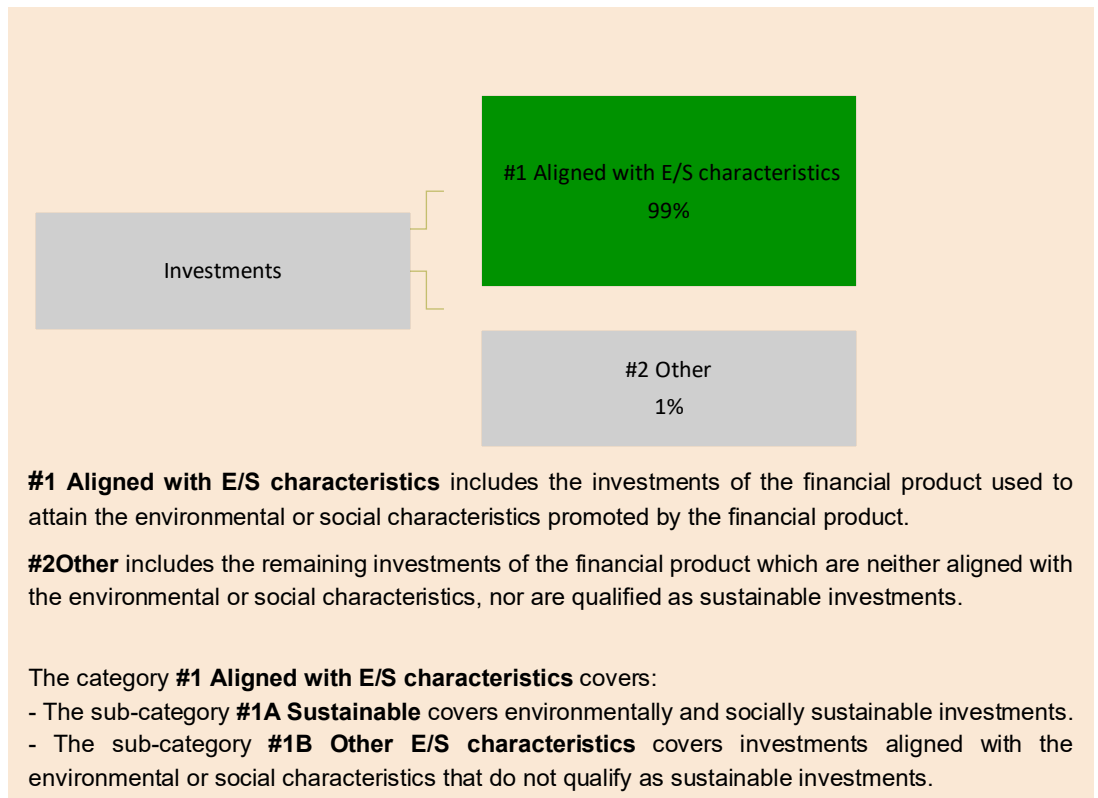 #1 Aligned with E/S characteristics
99%
Investments
#2 Other
1%
#1 Aligned with E/S characteristics includes the investments of the financial product used to
attain the environmental or social characteristics promoted by the financial product.
#2Other includes the remaining investments of the financial product which are neither aligned with
the environmental or social characteristics, nor are qualified as sustainable investments.
The category #1 Aligned with E/S characteristics covers:
- The sub-category #1A Sustainable covers environmentally and socially sustainable investments.
- The sub-category #1B Other E/S characteristics covers investments aligned with the
environmental or social characteristics that do not qualify as sustainable investments.